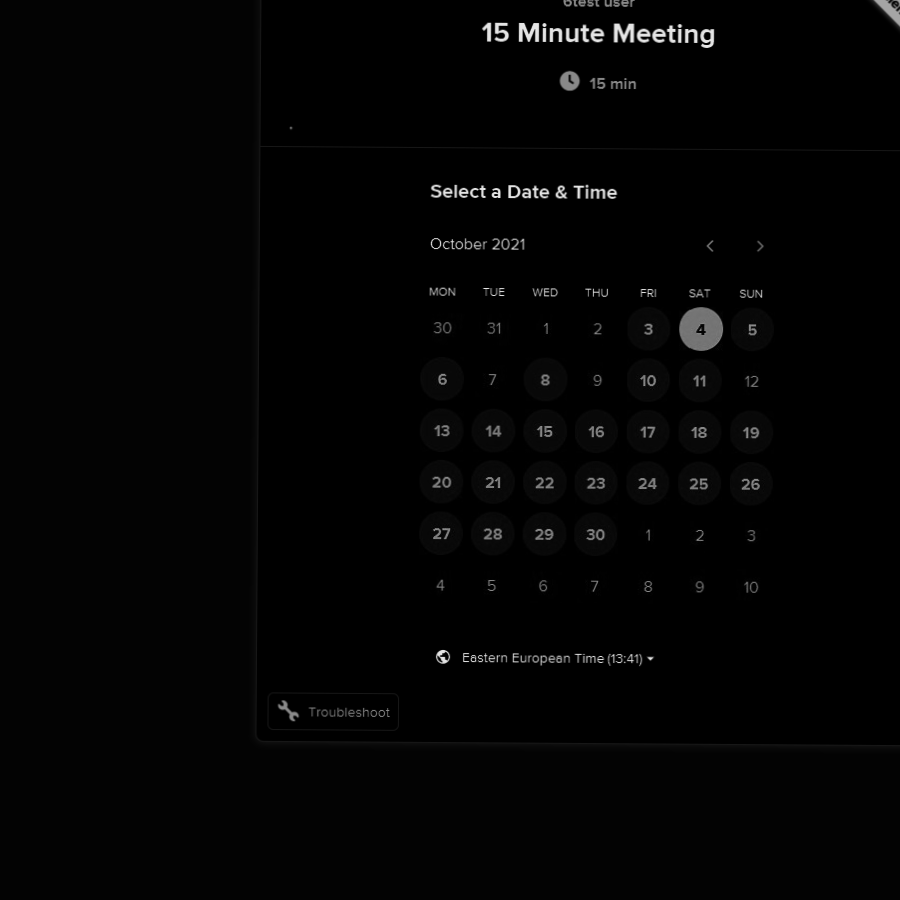 6test user
15 Minute Meeting
15 min
Select a Date & Time
October 2021
MON TUE WED THU FRI SAT SUN
30 31 1 2 3 4 5
6 7 8 9 10 11 12
13 14 15 16 17 18 19
20 21 22 23 24 25 26
27 28 29 30 1 2 3
4 5 6 7 8 9 10
Eastern European Time (13:41)
Troubleshoot